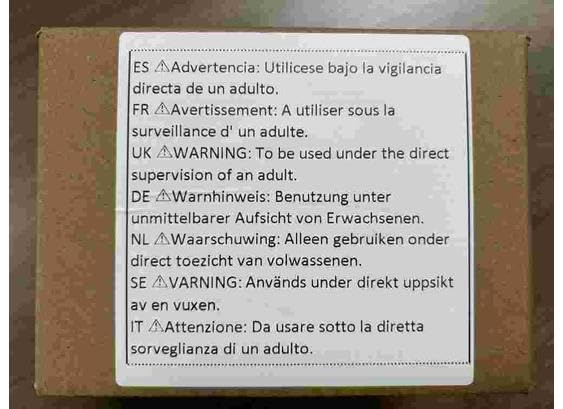 ES ⚠Advertencia: Utilicese bajo la vigilancia
directa de un adulto.
FR ⚠Avertissement: A utiliser sous la
surveillance d' un adulte.
UK ⚠WARNING: To be used under the direct
supervision of an adult.
DE ⚠Warnhinweis: Benutzung unter
unmittelbarer Aufsicht von Erwachsenen.
NL ⚠Waarschuwing: Alleen gebruiken onder
direct toezicht van volwassenen.
SE ⚠VARNING: Används under direkt uppsikt
av en vuxen.
IT ⚠Attenzione: Da usare sotto la diretta
sorveglianza di un adulto.